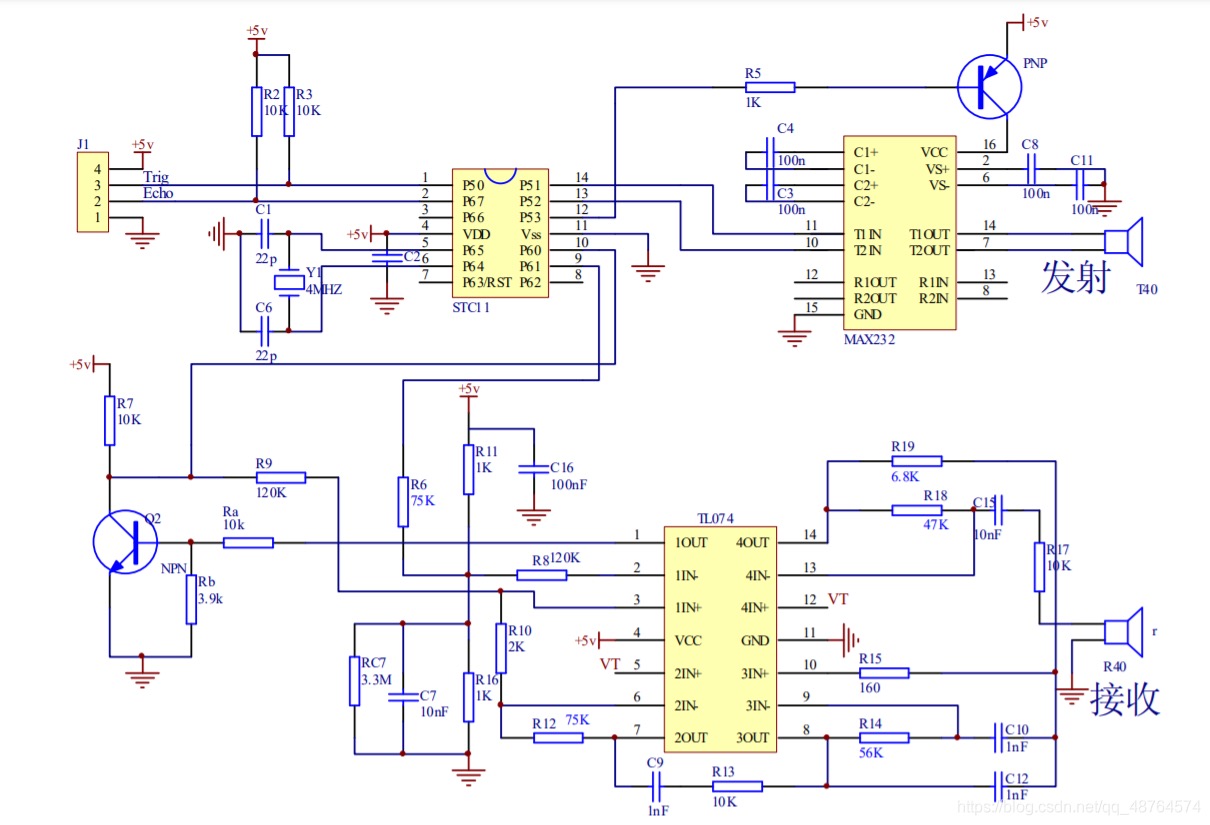 +5v
+5v
PNP
R2
10K
R3
10K
R5
1K
J1
+5v
4
3
2
1
Trig
Echo
C4
100n
C3
100n
C1+
C1-
C2+
C2-
T1IN
T2IN
R1OUT
R2OUT
GND
VCC
VS+
VS-
T1OUT
T2OUT
R1IN
R2IN
16
2
6
14
7
13
8
11
10
12
15
MAX232
C8
100n
C11
100n
发射
T40
1
2
3
4
5
6
7
P50
P67
P66
VDD
P65
P64
P63/RST
P51
P52
P53
Vss
P60
P61
P62
14
13
12
11
10
9
8
STC11
C1
22p
Y1
4MHZ
C6
22p
+5v
C2
+5v
R7
10K
R9
120K
Ra
10k
Q2
NPN
Rb
3.9k
+5v
R11
1K
C16
100nF
R6
75K
R8
120K
RC7
3.3M
C7
10nF
R16
1K
R10
2K
R12
75K
+5v
VT
TL074
1
2
3
4
5
6
7
1OUT
1IN-
1IN+
VCC
2IN+
2IN-
2OUT
4OUT
4IN-
4IN+
GND
3IN+
3IN-
3OUT
14
13
12
11
10
9
8
VT
R19
6.8K
R18
47K
C15
10nF
R17
10K
r
R40
接收
R15
160
R14
56K
C10
1nF
C12
1nF
C9
1nF
R13
10K
https://blog.csdn.net/qq_48764574